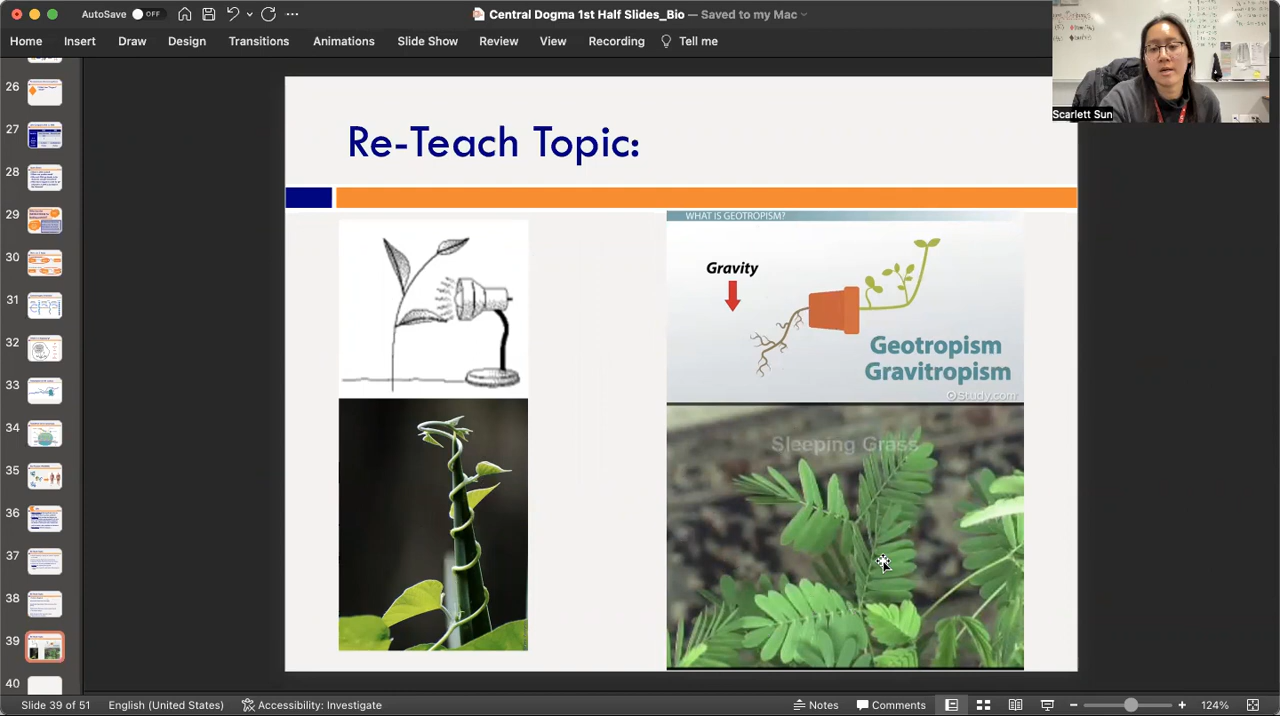 AutoSave
OFF
Central Dogma 1st Half Slides_Bio — Saved to my Mac
Home
Insert
Draw
Design
Transitions
Animations
Slide Show
Review
View
Recording
Tell me
Scarlett Sun
26
27
28
29
30
31
32
33
34
35
36
37
38
39
40
Re-Teach Topic:
WHAT IS GEOTROPISM?
Gravity
Geotropism
Gravitropism
©Study.com
Sleeping Grass
Slide 39 of 51
English (United States)
Accessibility: Investigate
Notes
Comments
124%